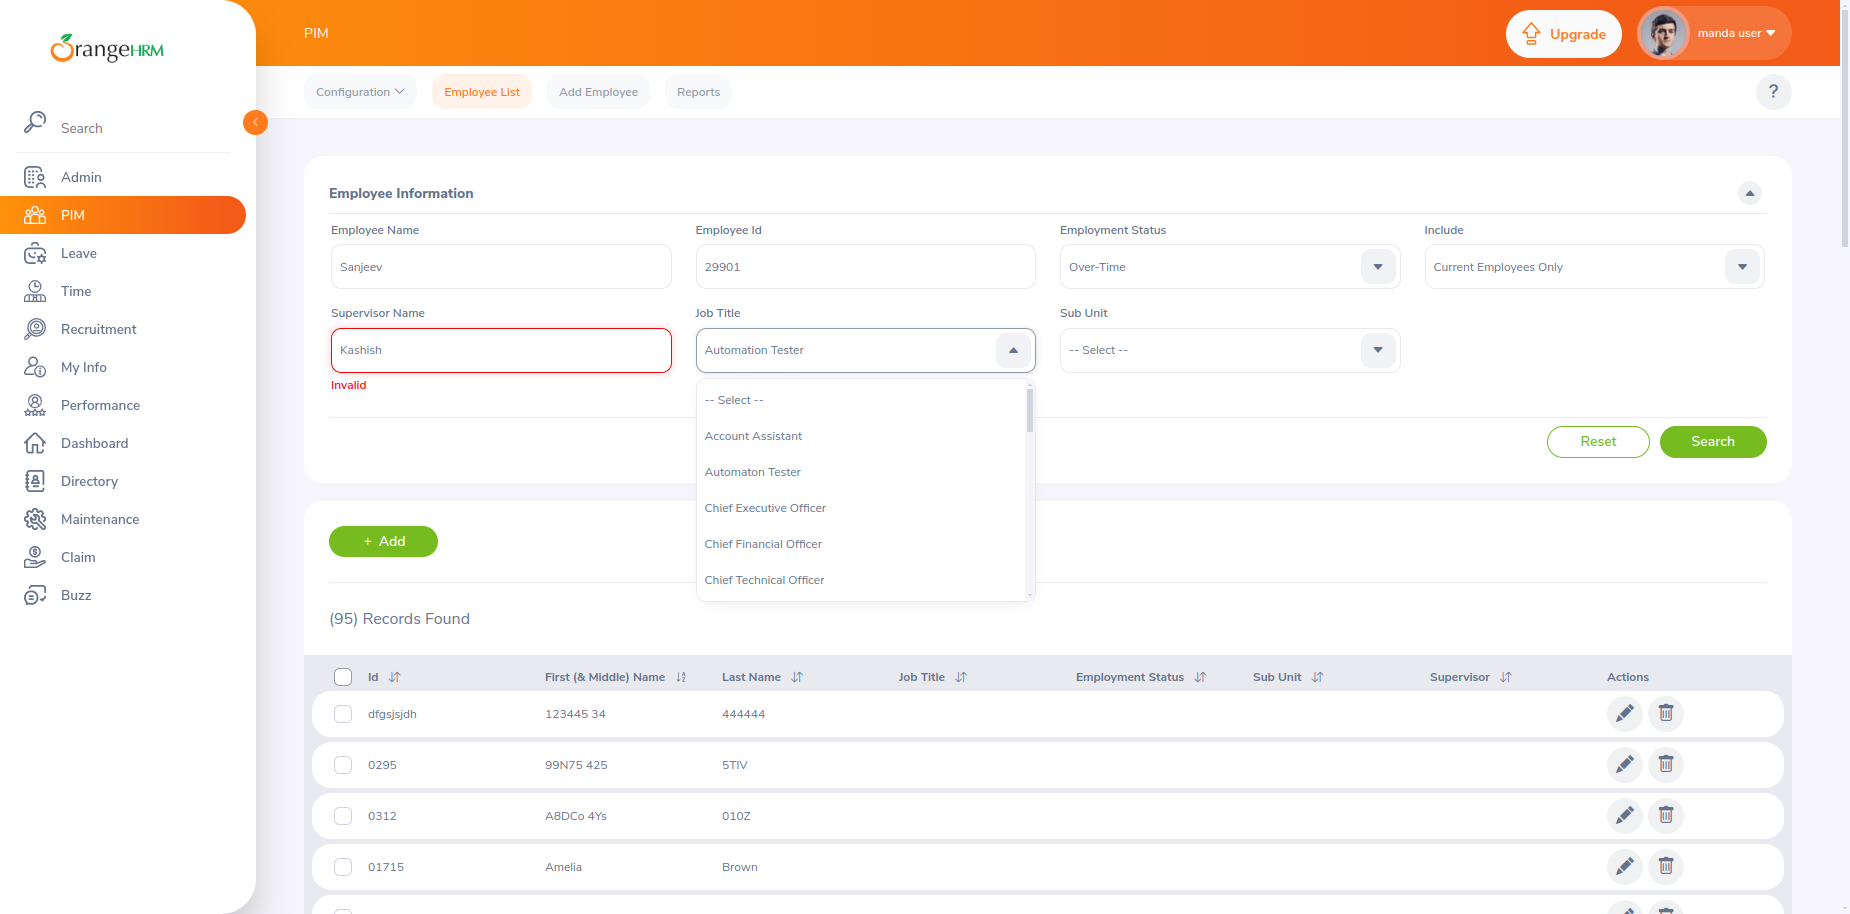 OrangeHRM
PIM
Upgrade
manda user
Configuration
Employee List
Add Employee
Reports
?
Search
Admin
PIM
Leave
Time
Recruitment
My Info
Performance
Dashboard
Directory
Maintenance
Claim
Buzz
Employee Information
Employee Name
Employee Id
Employment Status
Include
Sanjeev
29901
Over-Time
Current Employees Only
Supervisor Name
Job Title
Sub Unit
Kashish
Automation Tester
-- Select --
Invalid
-- Select --
Account Assistant
Automaton Tester
Chief Executive Officer
Chief Financial Officer
Chief Technical Officer
Reset
Search
+ Add
(95) Records Found
Id First (& Middle) Name Last Name Job Title Employment Status Sub Unit Supervisor Actions
dfgsjsjdh 123445 34 444444
0295 99N75 425 5TIV
0312 A8DCo 4Ys 010Z
01715 Amelia Brown